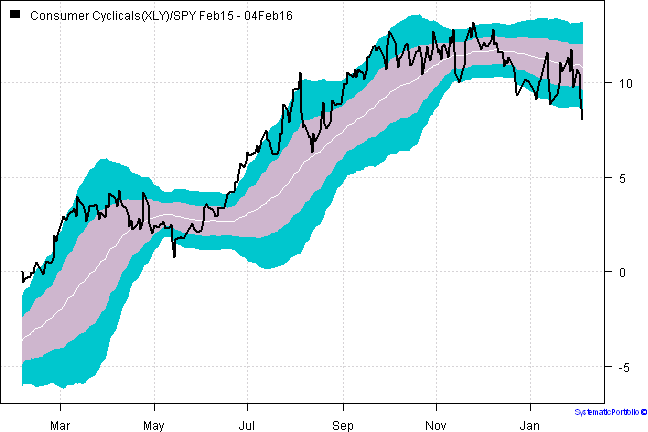 Consumer Cyclicals(XLY)/SPY Feb15 - 04Feb16
10
5
0
-5
Mar May Jul Sep Nov Jan
SystematicPortfolio ©